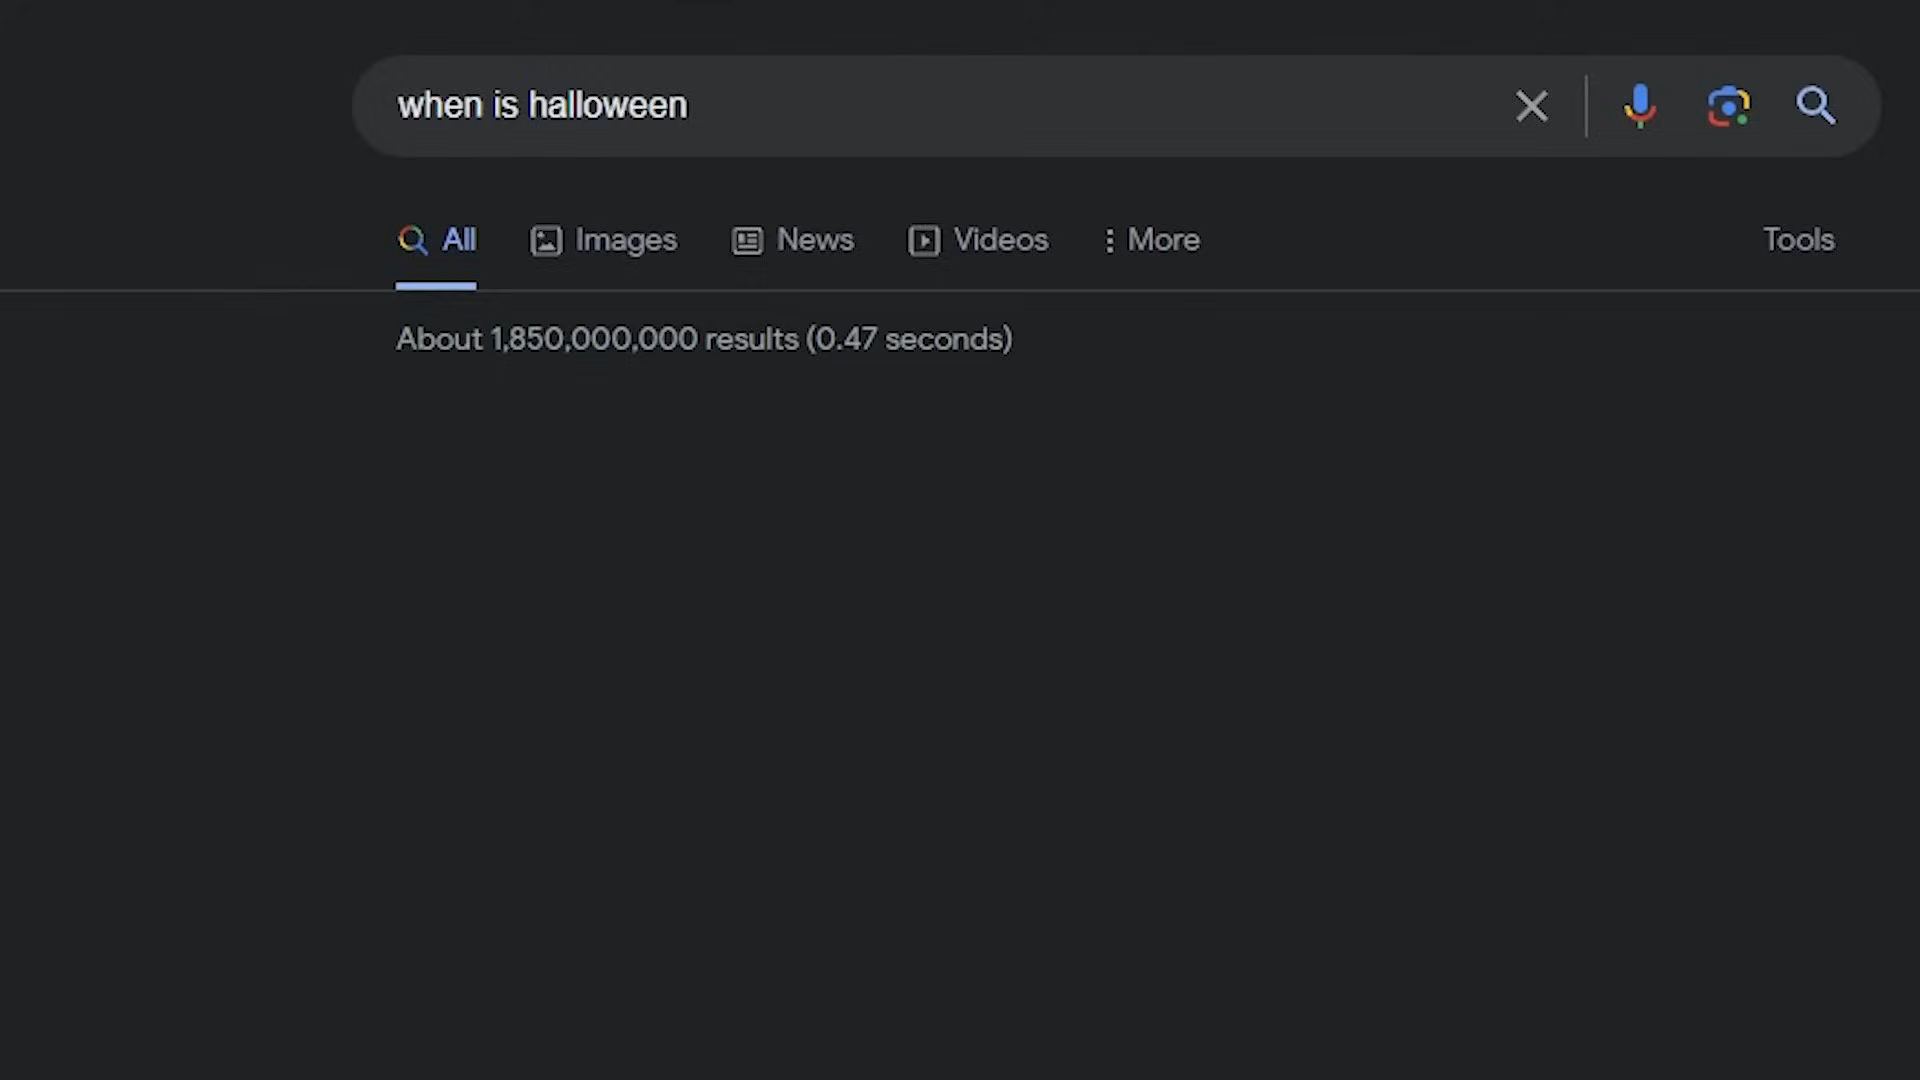 when is halloween
All Images News Videos More Tools
About 1,850,000,000 results (0.47 seconds)